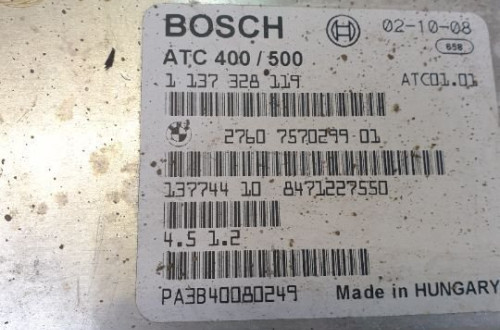 BOSCH 02-10-08
658
ATC 400 / 500
1 137 328 119 ATC01.01
2760 7570299 01
137744 10 8471227550
4.5 1.2
PA3B40080249 Made in HUNGARY